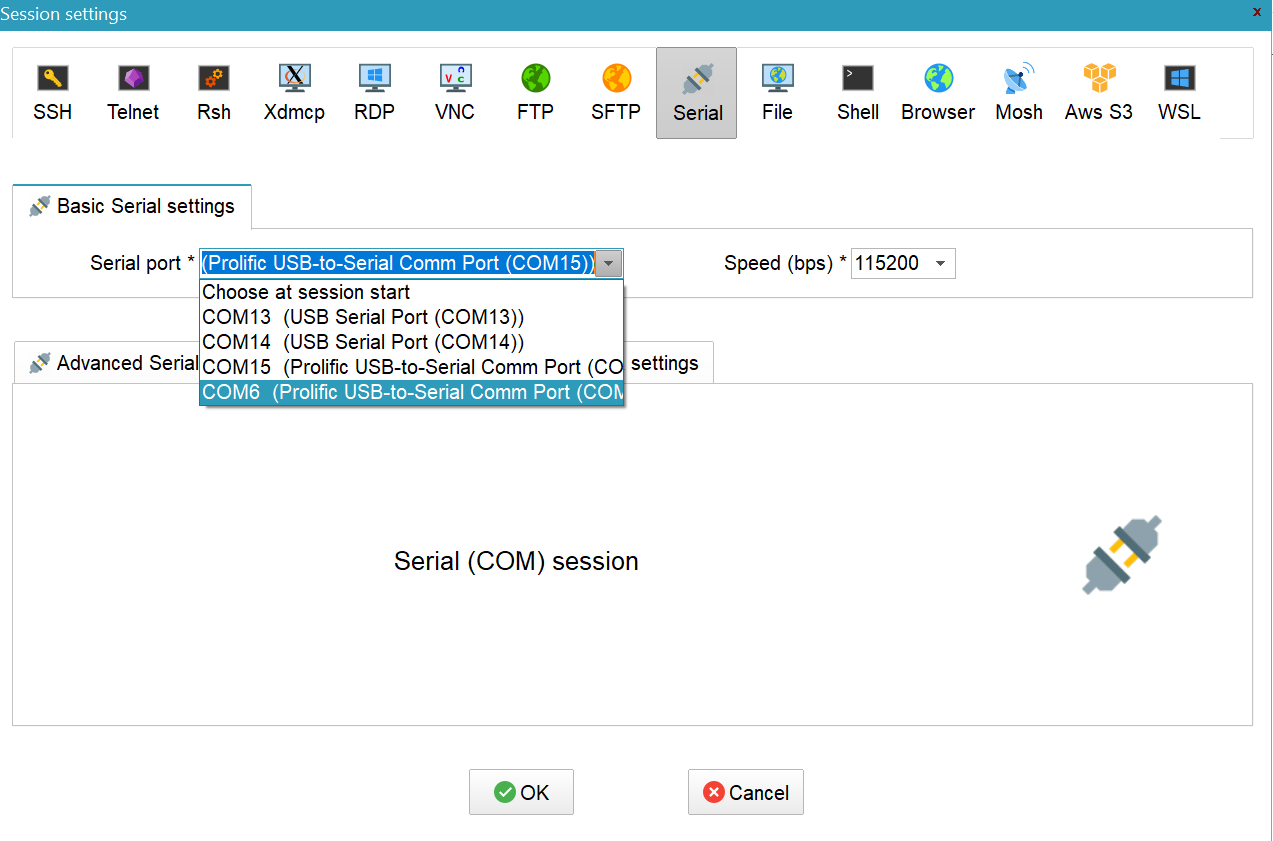 Session settings
x
SSH Telnet Rsh Xdmcp RDP VNC FTP SFTP Serial File Shell Browser Mosh Aws S3 WSL
Basic Serial settings
Serial port * (Prolific USB-to-Serial Comm Port (COM15)) Speed (bps) * 115200
Choose at session start
COM13 (USB Serial Port (COM13))
COM14 (USB Serial Port (COM14))
Advanced Serial settings
COM15 (Prolific USB-to-Serial Comm Port (CO
COM6 (Prolific USB-to-Serial Comm Port (COM
Serial (COM) session
OK Cancel